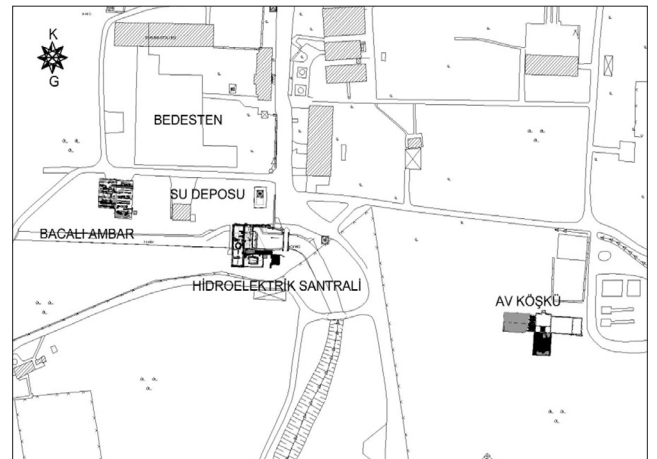 K
G
BEDESTEN
SU DEPOSU
BACALI AMBAR
HİDROELEKTRİK SANTRALİ
AV KÖŞKÜ